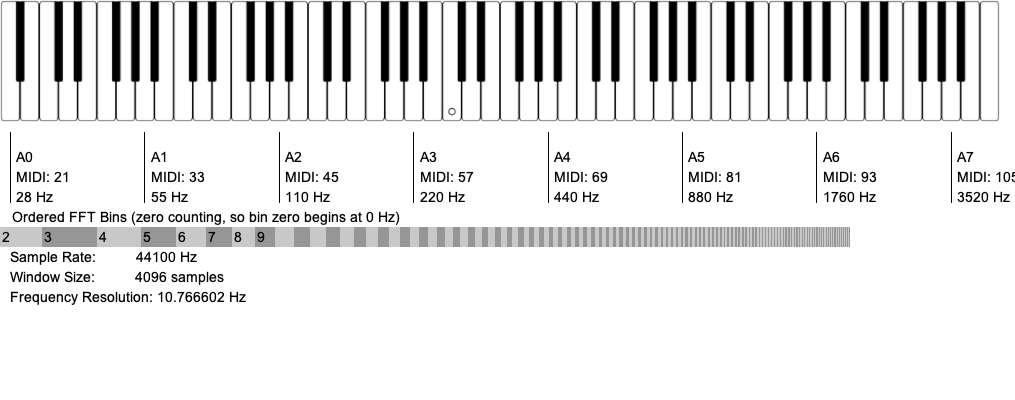 A0 A1 A2 A3 A4 A5 A6 A7
MIDI: 21 MIDI: 33 MIDI: 45 MIDI: 57 MIDI: 69 MIDI: 81 MIDI: 93 MIDI: 105
28 Hz 55 Hz 110 Hz 220 Hz 440 Hz 880 Hz 1760 Hz 3520 Hz
Ordered FFT Bins (zero counting, so bin zero begins at 0 Hz)
2 3 4 5 6 7 8 9
Sample Rate: 44100 Hz
Window Size: 4096 samples
Frequency Resolution: 10.766602 Hz